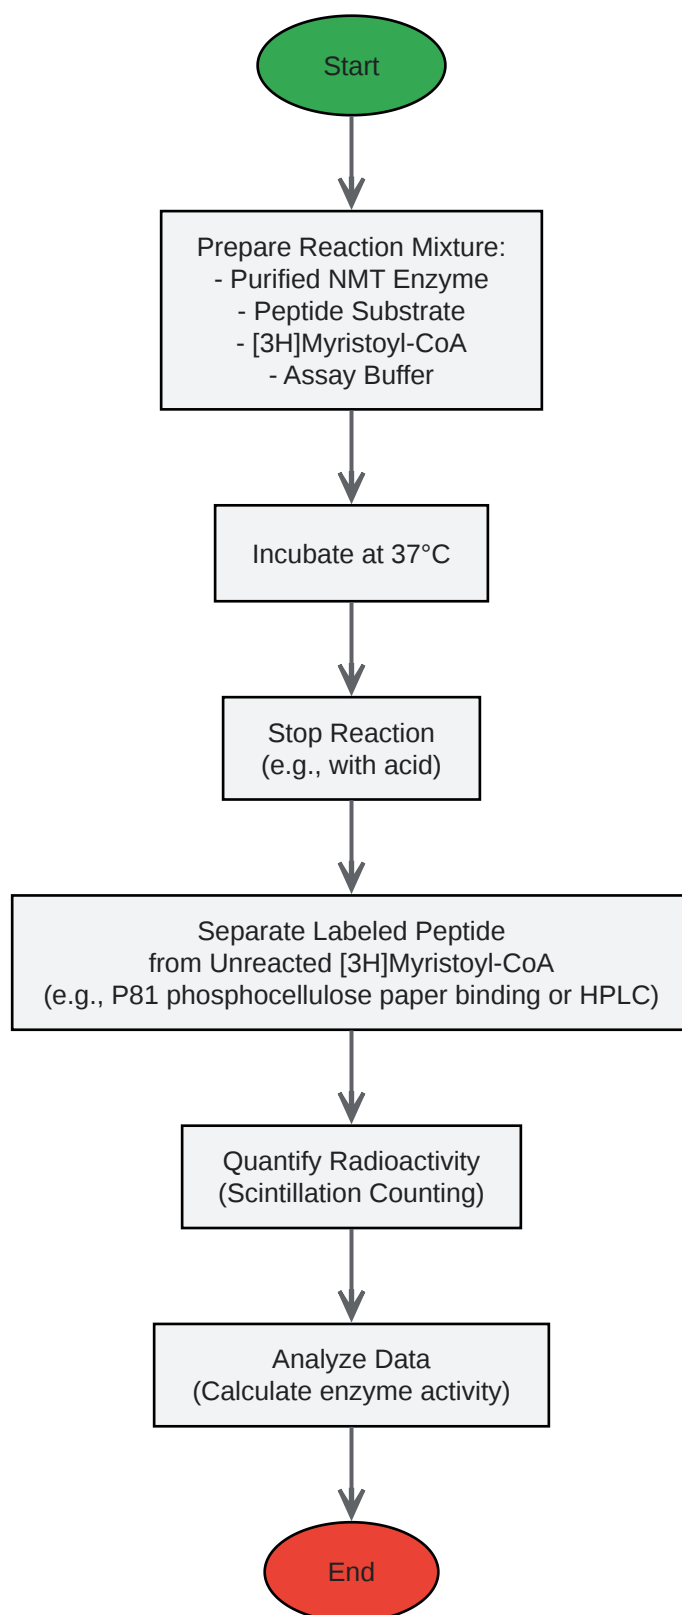 Start
Prepare Reaction Mixture:
- Purified NMT Enzyme
- Peptide Substrate
- [3H]Myristoyl-CoA
- Assay Buffer
Incubate at 37°C
Stop Reaction
(e.g., with acid)
Separate Labeled Peptide
from Unreacted [3H]Myristoyl-CoA
(e.g., P81 phosphocellulose paper binding or HPLC)
Quantify Radioactivity
(Scintillation Counting)
Analyze Data
(Calculate enzyme activity)
End